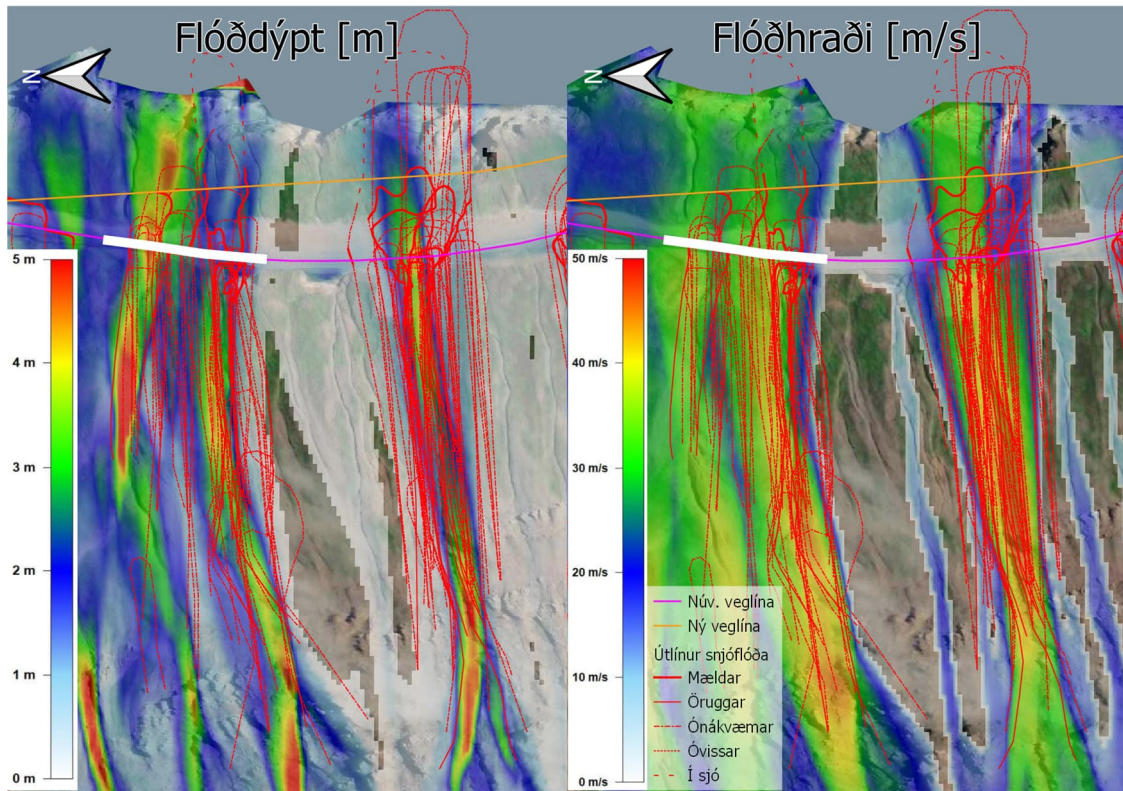 Flóðdýpt [m]
N
5 m
4 m
3 m
2 m
1 m
0 m
Flóðhraði [m/s]
N
50 m/s
40 m/s
30 m/s
20 m/s
10 m/s
0 m/s
Núv. veglína
Ný veglína
Útlínur snjóflóða
Mældar
Öruggar
Ónákvæmar
Óvissar
Í sjó